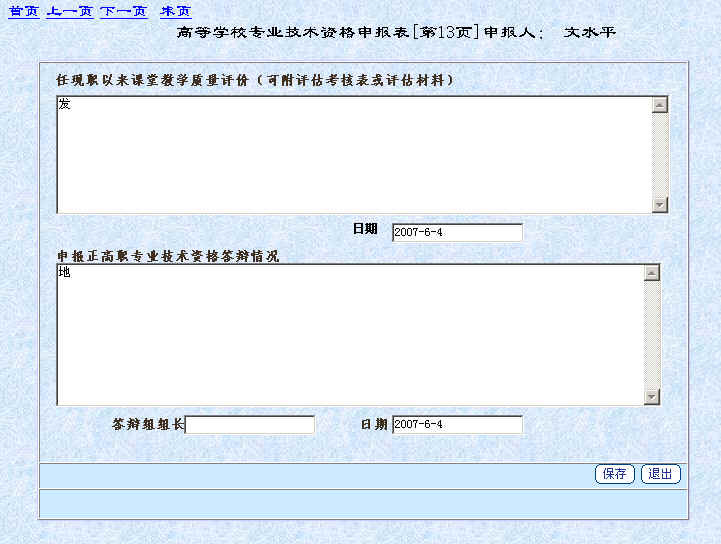 首页 上一页 下一页 末页
高等学校专业技术资格申报表[第13页]申报人： 文水平
任现职以来课堂教学质量评价（可附评估考核表或评估材料）
发
日期 2007-6-4
申报正高职专业技术资格答辩情况
地
答辩组组长 日期 2007-6-4
保存 退出